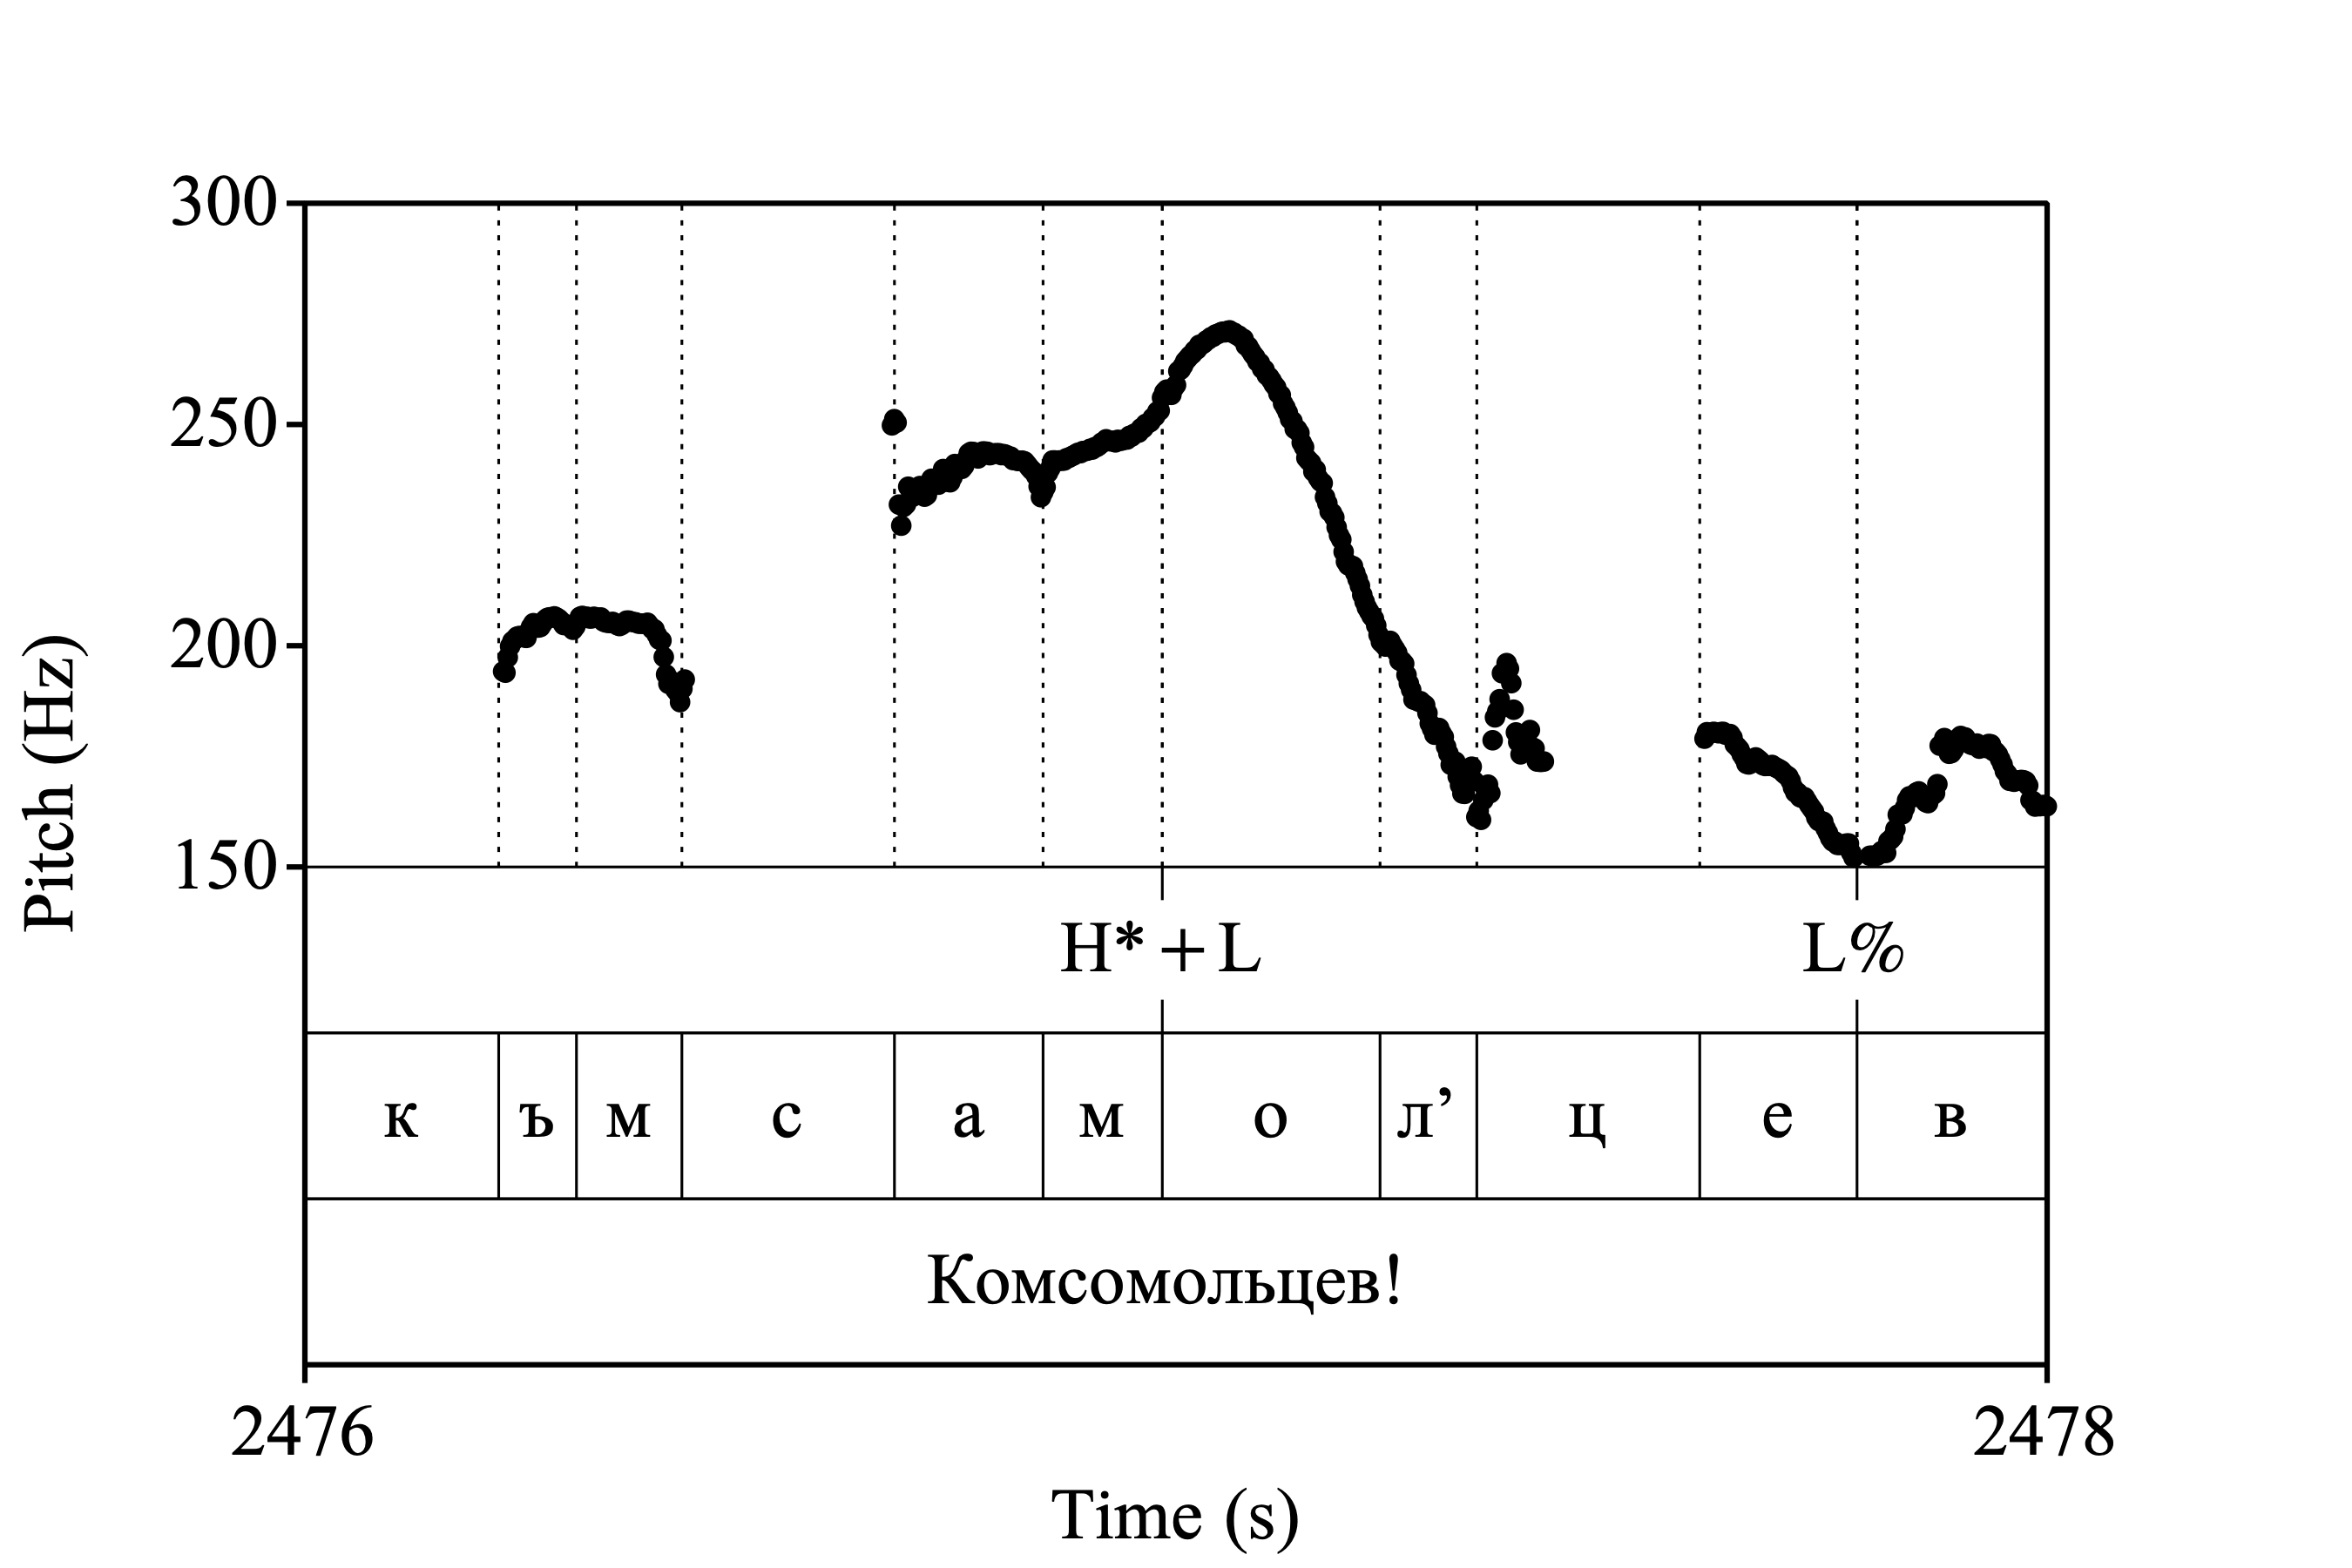 300
250
200
150
Pitch (Hz)
H*+L L%
к ъ м с а м о л’ ц е в
Комсомольцев!
2476 2478
Time (s)